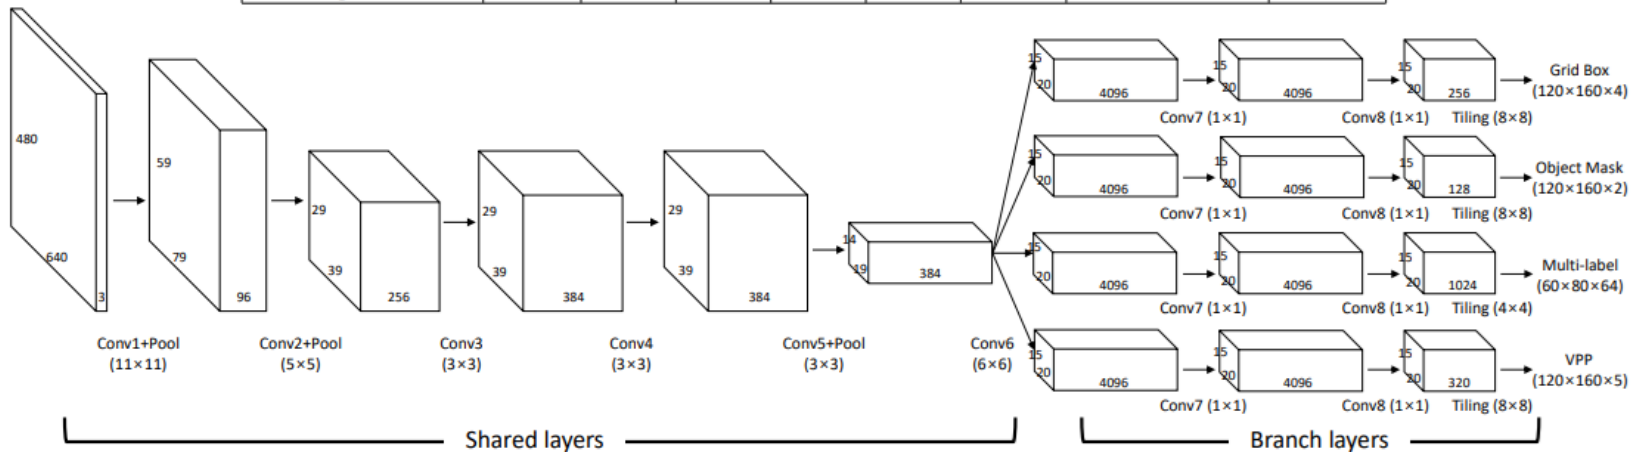 480
640
3
Conv1+Pool
(11×11)
59
79
96
Conv2+Pool
(5×5)
29
39
256
Conv3
(3×3)
29
39
384
Conv4
(3×3)
29
39
384
Conv5+Pool
(3×3)
14
19
384
Conv6
(6×6)
15
20
4096
Conv7 (1×1)
15
20
4096
Conv8 (1×1)
15
20
256
Tiling (8×8)
Grid Box
(120×160×4)
15
20
4096
Conv7 (1×1)
15
20
4096
Conv8 (1×1)
15
20
128
Tiling (8×8)
Object Mask
(120×160×2)
15
20
4096
Conv7 (1×1)
15
20
4096
Conv8 (1×1)
15
20
1024
Tiling (4×4)
Multi-label
(60×80×64)
15
20
4096
Conv7 (1×1)
15
20
4096
Conv8 (1×1)
15
20
320
Tiling (8×8)
VPP
(120×160×5)
Shared layers
Branch layers